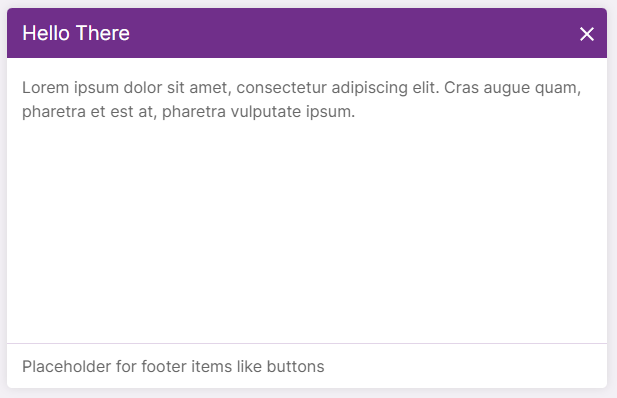 Hello There
Lorem ipsum dolor sit amet, consectetur adipiscing elit. Cras augue quam,
pharetra et est at, pharetra vulputate ipsum.
Placeholder for footer items like buttons